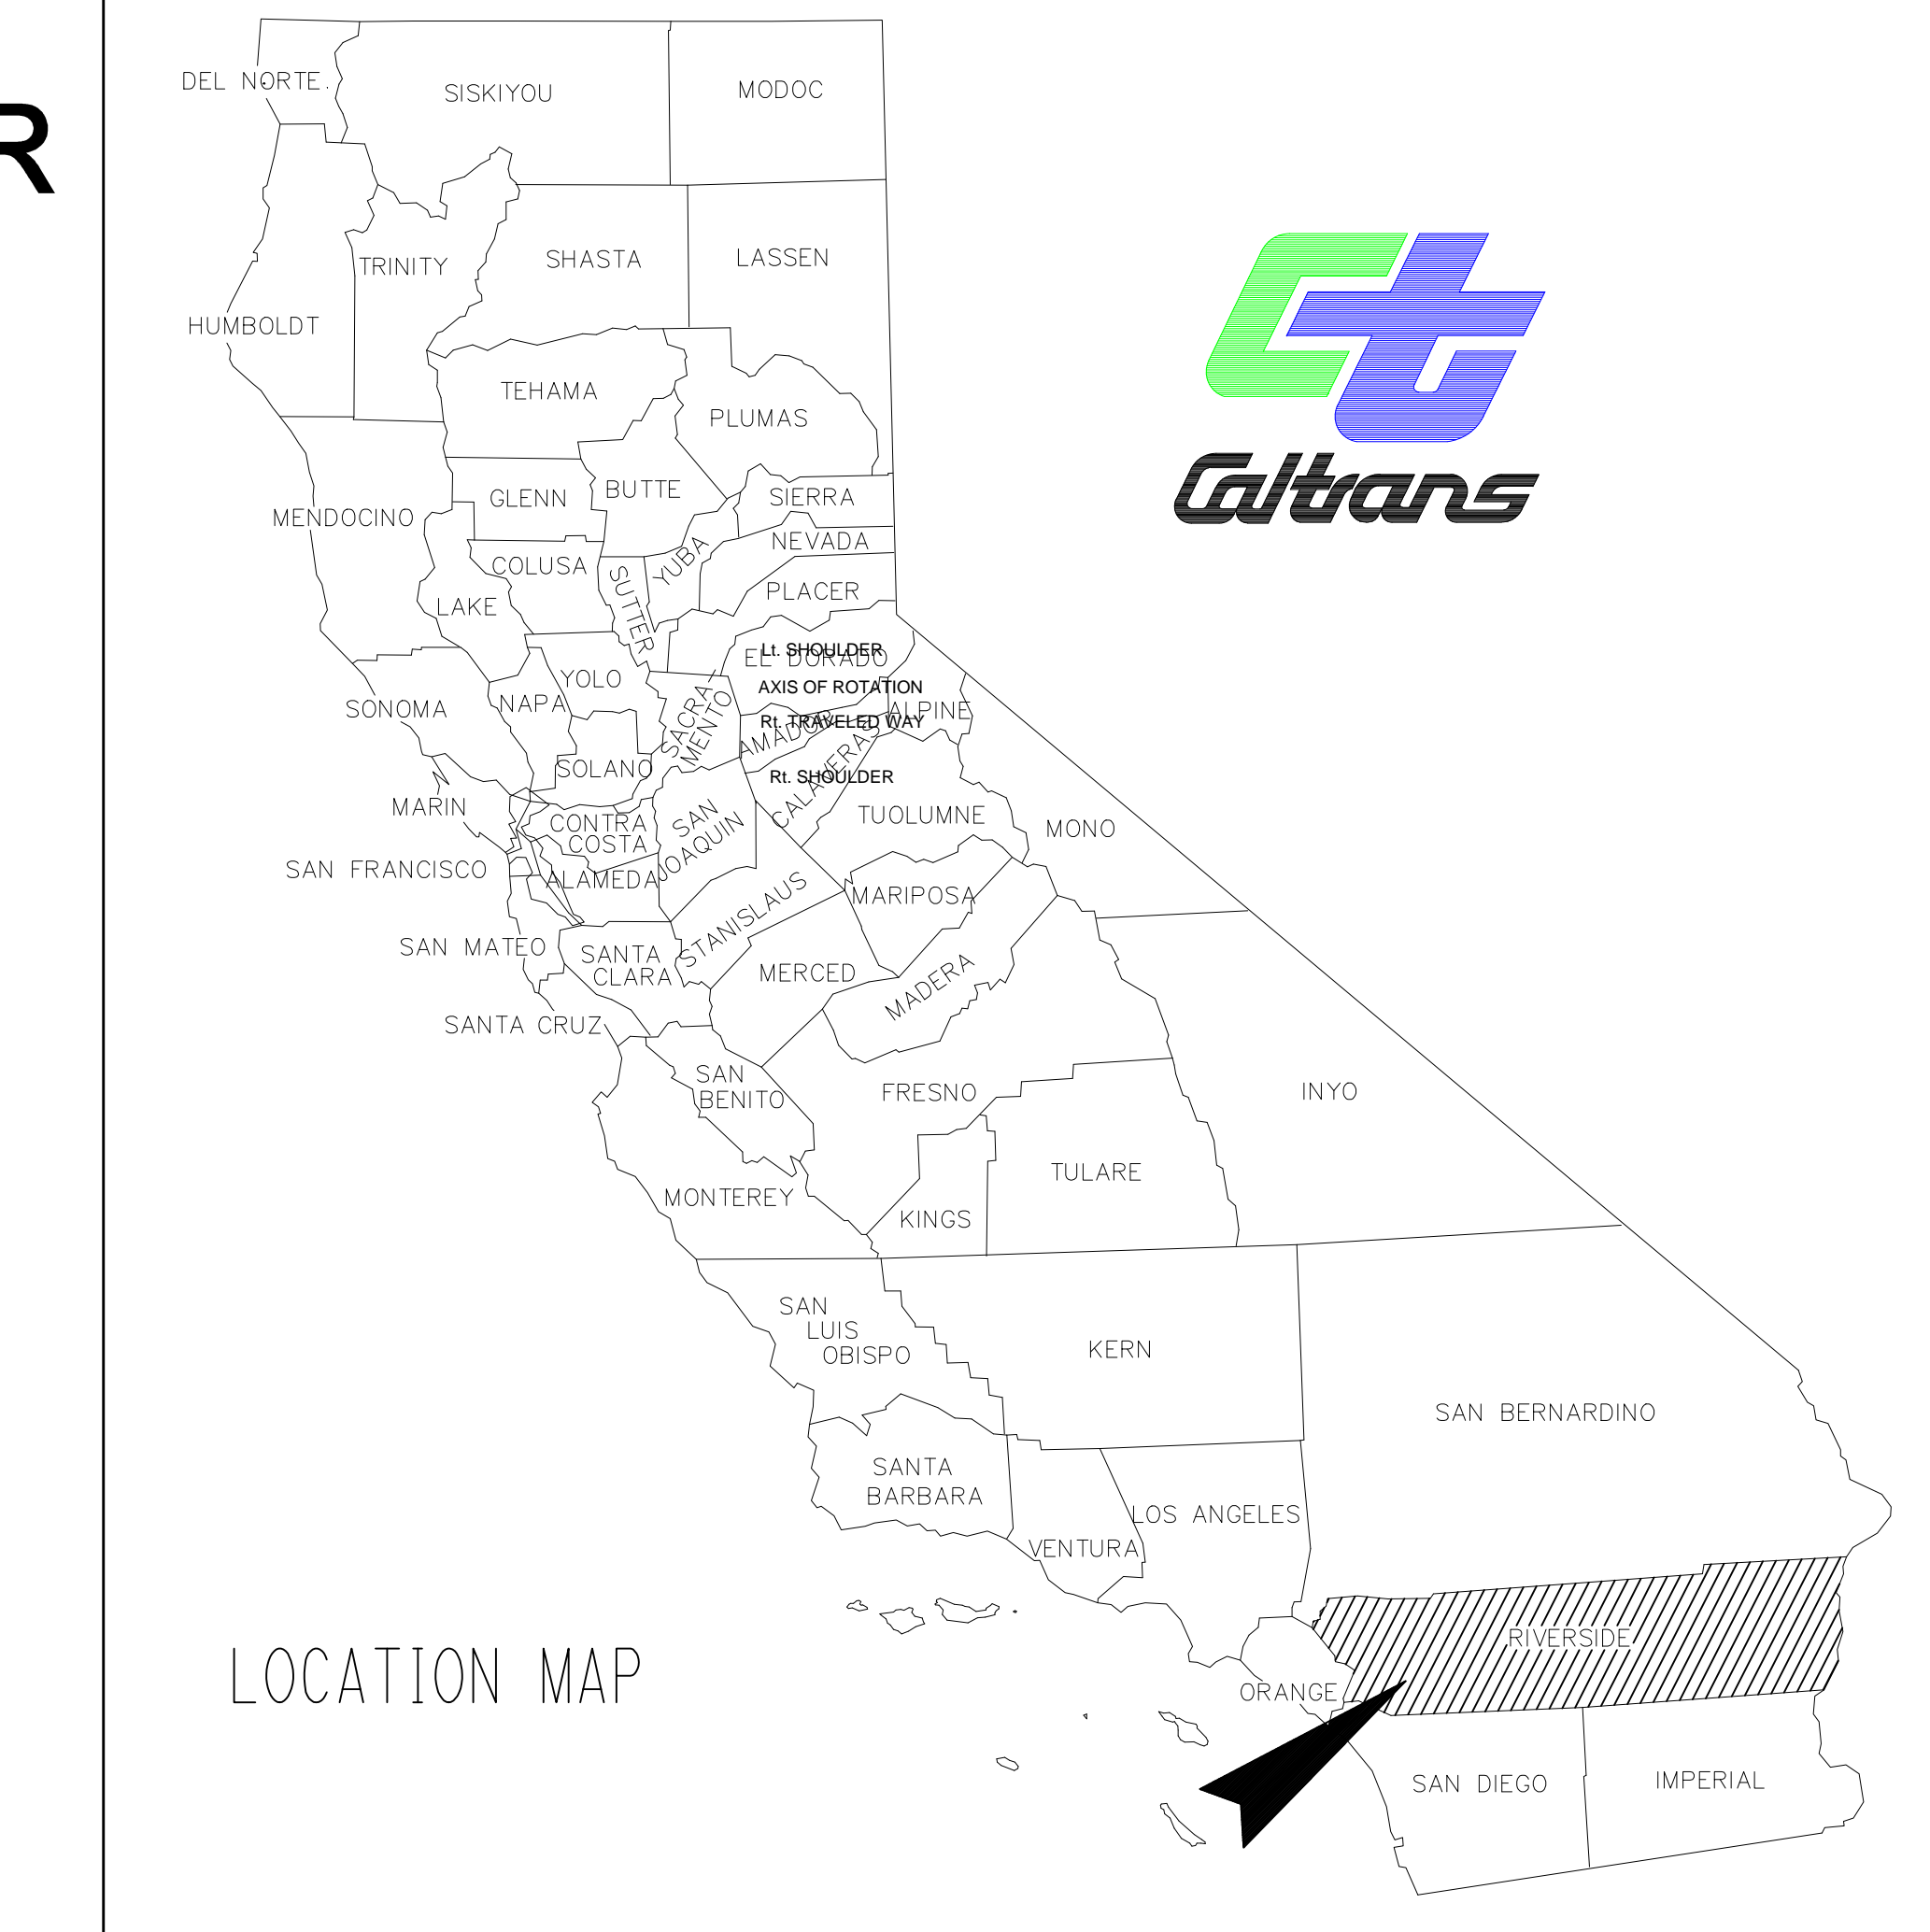 R
DEL NORTE
SISKIYOU
MODOC
TRINITY
SHASTA
LASSEN
HUMBOLDT
TEHAMA
PLUMAS
GLENN
BUTTE
SIERRA
MENDOCINO
NEVADA
COLUSA
YUBA
SUTTER
PLACER
LAKE
Lt. SHOULDER
EL DORADO
YOLO
AXIS OF ROTATION
NAPA
SONOMA
SACRA-
MENTO
ALPINE
Rt. TRAVELED WAY
AMADOR
SOLANO
Rt. SHOULDER
CALAVERAS
MARIN
CONTRA
COSTA
SAN
JOAQUIN
TUOLUMNE
MONO
SAN FRANCISCO
ALAMEDA
STANISLAUS
MARIPOSA
SAN MATEO
SANTA
CLARA
MERCED
MADERA
SANTA CRUZ
SAN
BENITO
FRESNO
INYO
TULARE
MONTEREY
KINGS
SAN
LUIS
OBISPO
KERN
SAN BERNARDINO
SANTA
BARBARA
LOS ANGELES
VENTURA
RIVERSIDE
ORANGE
SAN DIEGO
IMPERIAL
LOCATION MAP
Ct
Caltrans